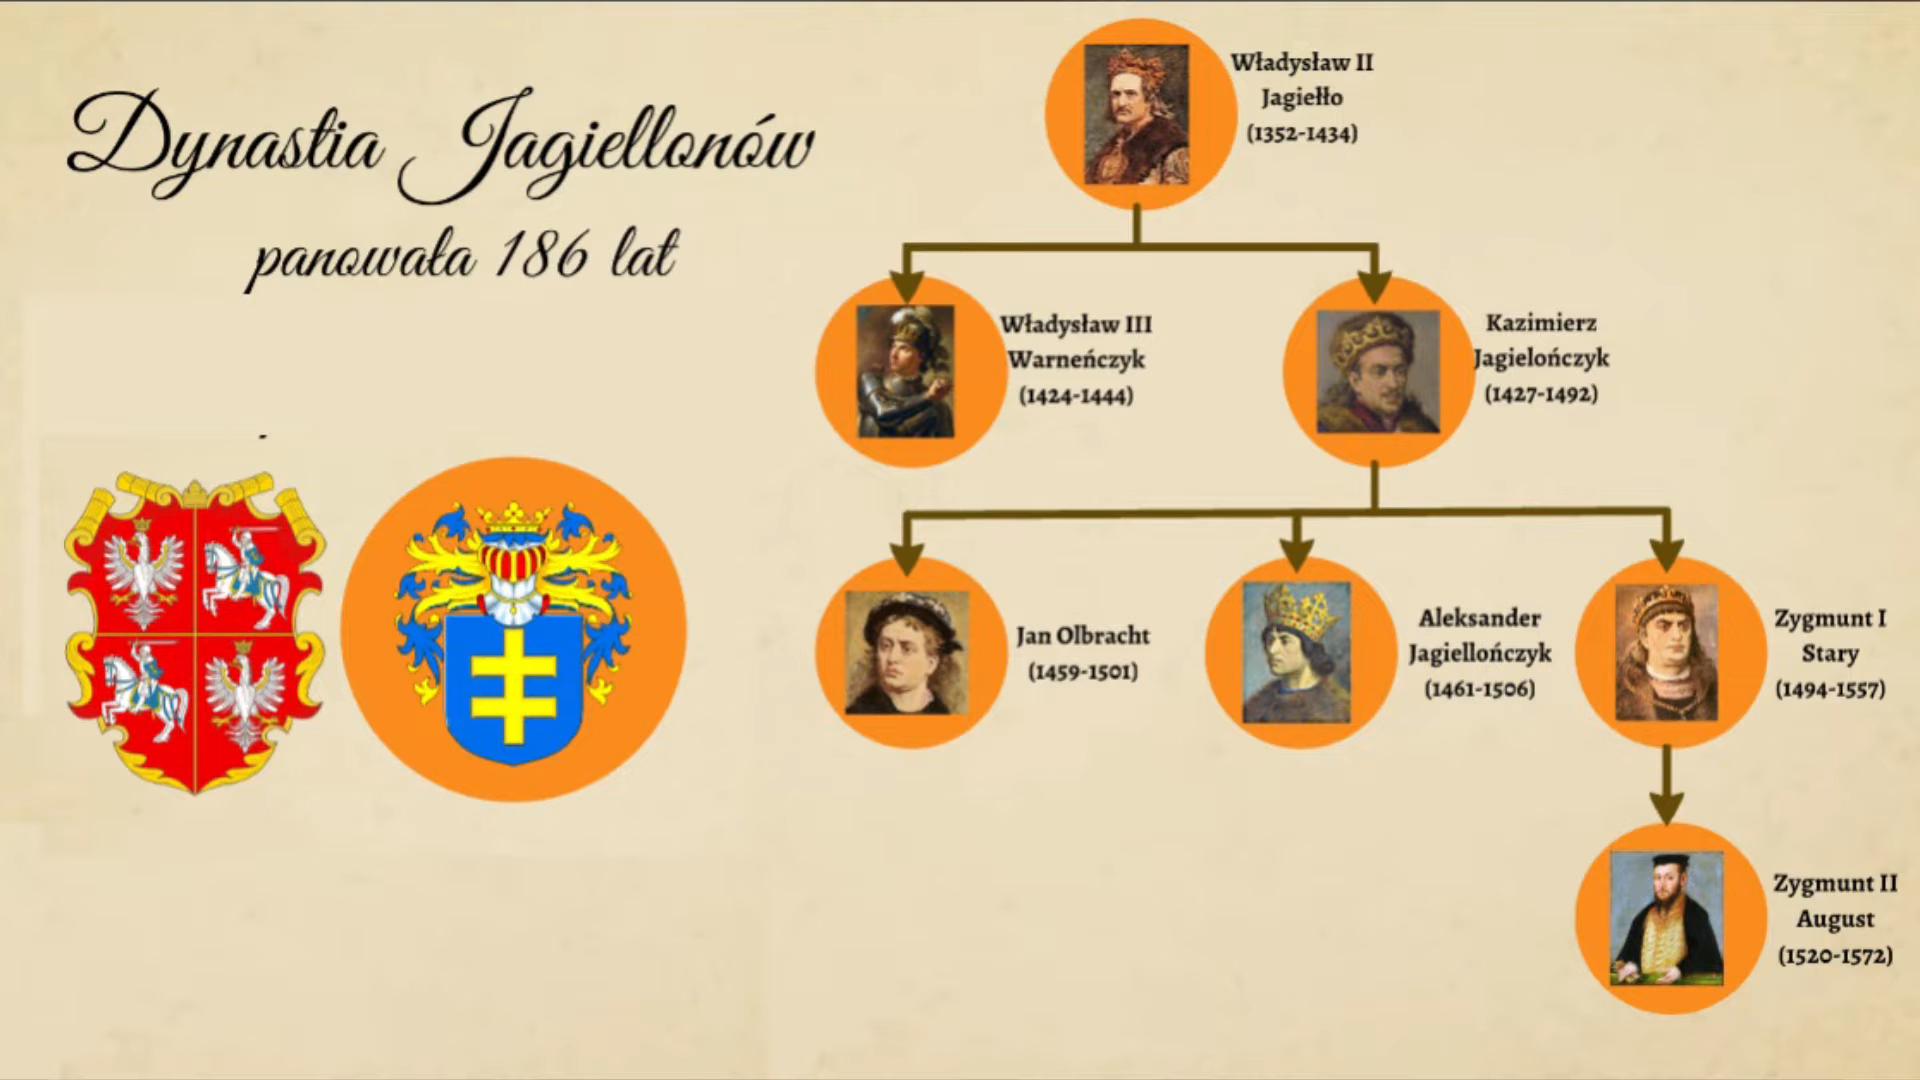 Dynastia Jagiellonów
panowała 186 lat
Władysław II
Jagiełło
(1352-1434)
Władysław III
Warneńczyk
(1424-1444)
Kazimierz
Jagielończyk
(1427-1492)
Jan Olbracht
(1459-1501)
Aleksander
Jagiellończyk
(1461-1506)
Zygmunt I
Stary
(1494-1557)
Zygmunt II
August
(1520-1572)